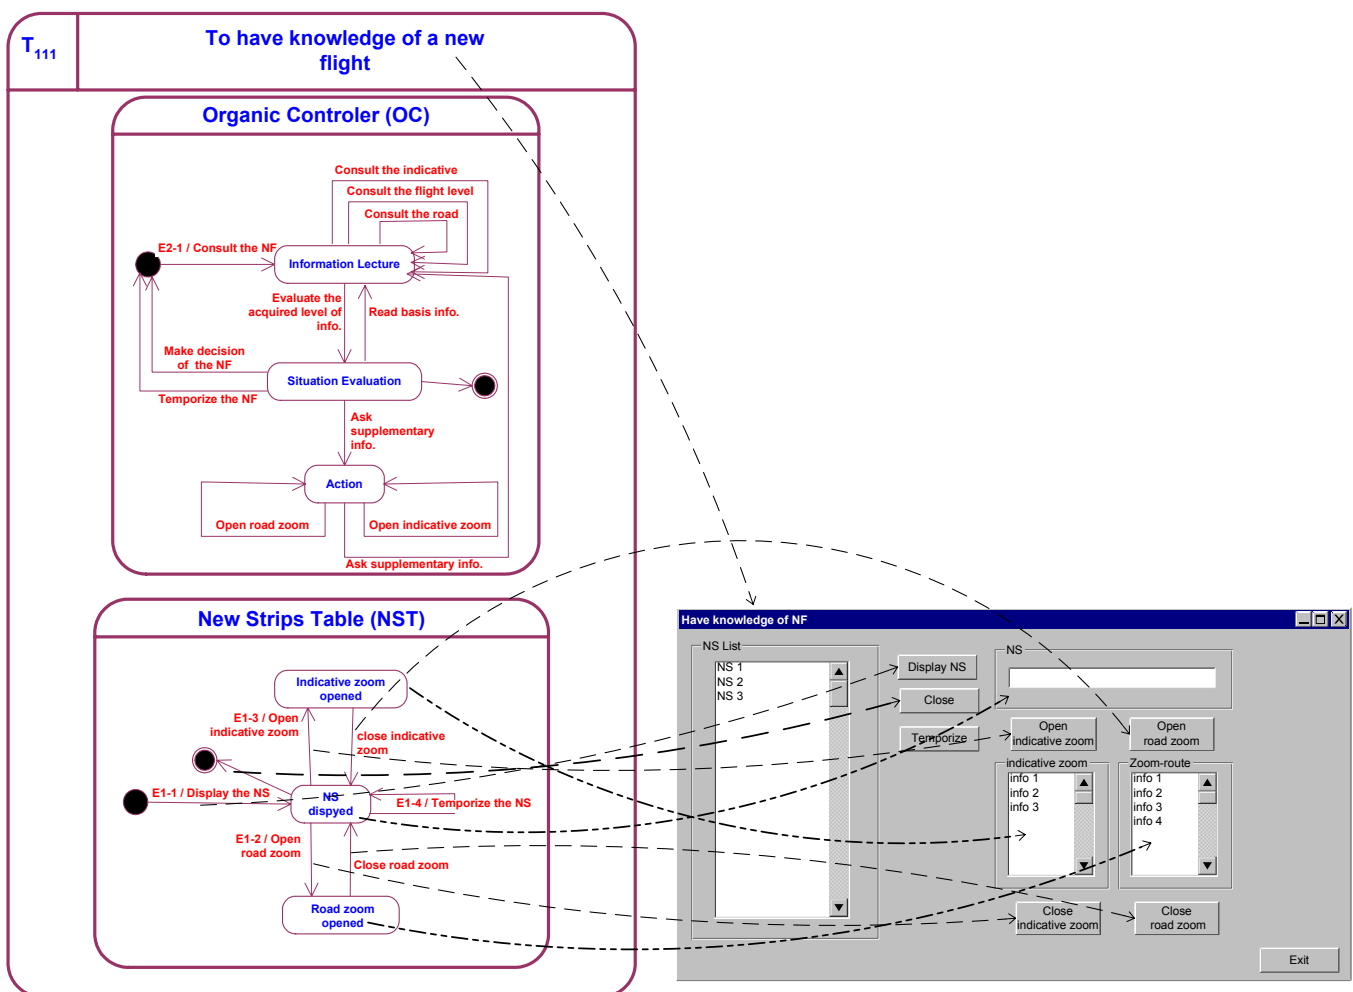 T111
To have knowledge of a new
flight
Organic Controler (OC)
Consult the indicative
Consult the flight level
Consult the road
E2-1 / Consult the NF
Information Lecture
Evaluate the
acquired level of
info.
Read basis info.
Make decision
of the NF
Situation Evaluation
Temporize the NF
Ask
supplementary
info.
Action
Open road zoom
Open indicative zoom
Ask supplementary info.
New Strips Table (NST)
Indicative zoom
opened
E1-3 / Open
indicative zoom
close indicative
zoom
E1-1 / Display the NS
NS
dispyed
E1-4 / Temporize the NS
E1-2 / Open
road zoom
Close road zoom
Road zoom
opened
Have knowledge of NF
NS List
NS 1
NS 2
NS 3
Display NS
Close
Temporize
NS
Open
indicative zoom
Open
road zoom
indicative zoom
info 1
info 2
info 3
Zoom-route
info 1
info 2
info 3
info 4
Close
indicative zoom
Close
road zoom
Exit